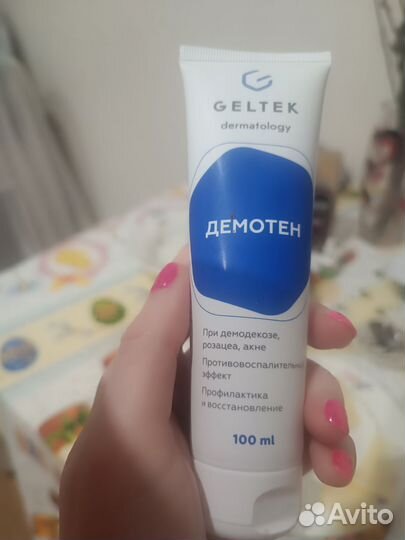 GELTEK
dermatology
ДЕМОТЕН
При демодекозе,
розацеа, акне
Противовоспалительный
эффект
Профилактика
и восстановление
100 ml
Avito